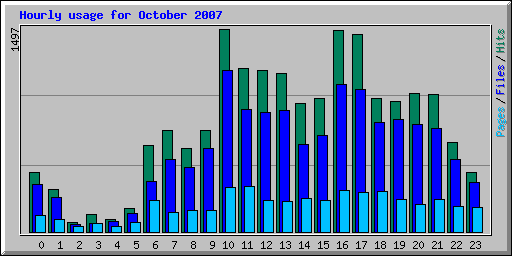 Hourly usage for October 2007
1497
Pages/Files/Hits
0 1 2 3 4 5 6 7 8 9 10 11 12 13 14 15 16 17 18 19 20 21 22 23